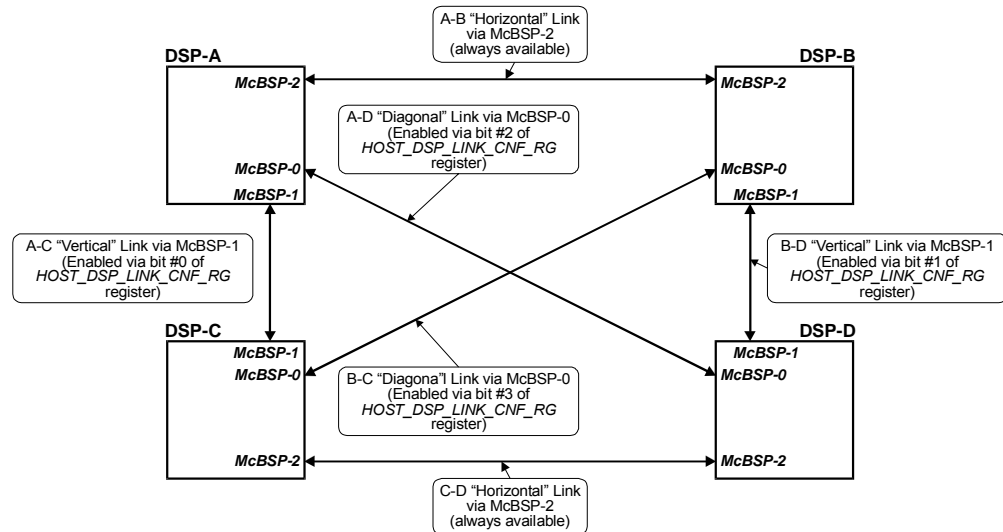 A-B “Horizontal” Link
via McBSP-2
(always available)
DSP-A
DSP-B
McBSP-2
McBSP-2
A-D “Diagonal” Link via McBSP-0
(Enabled via bit #2 of
HOST_DSP_LINK_CNF_RG
register)
McBSP-0
McBSP-0
McBSP-1
McBSP-1
A-C “Vertical” Link via McBSP-1
(Enabled via bit #0 of
HOST_DSP_LINK_CNF_RG
register)
B-D “Vertical” Link via McBSP-1
(Enabled via bit #1 of
HOST_DSP_LINK_CNF_RG
register)
DSP-C
DSP-D
McBSP-1
McBSP-1
McBSP-0
McBSP-0
B-C “Diagona”l Link via McBSP-0
(Enabled via bit #3 of
HOST_DSP_LINK_CNF_RG
register)
McBSP-2
McBSP-2
C-D “Horizontal” Link
via McBSP-2
(always available)